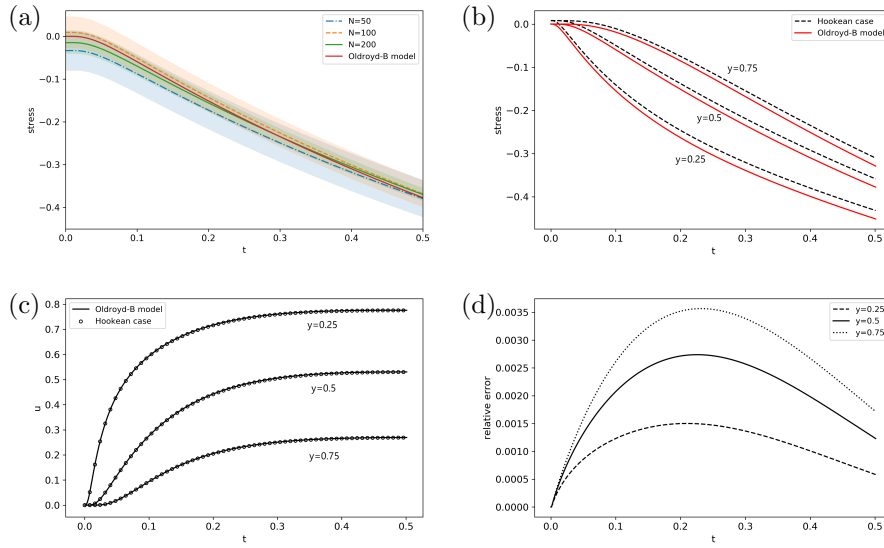 (a)
N=50
N=100
N=200
Oldroyd-B model
stress
0.0
−0.1
−0.2
−0.3
−0.4
0.0 0.1 0.2 0.3 0.4 0.5
t
(b)
Hookean case
Oldroyd-B model
y=0.75
y=0.5
y=0.25
stress
0.0
−0.1
−0.2
−0.3
−0.4
0.0 0.1 0.2 0.3 0.4 0.5
t
(c)
Oldroyd-B model
Hookean case
y=0.25
y=0.5
y=0.75
u
0.8
0.7
0.6
0.5
0.4
0.3
0.2
0.1
0.0
0.0 0.1 0.2 0.3 0.4 0.5
t
(d)
y=0.25
y=0.5
y=0.75
relative error
0.0035
0.0030
0.0025
0.0020
0.0015
0.0010
0.0005
0.0000
0.0 0.1 0.2 0.3 0.4 0.5
t